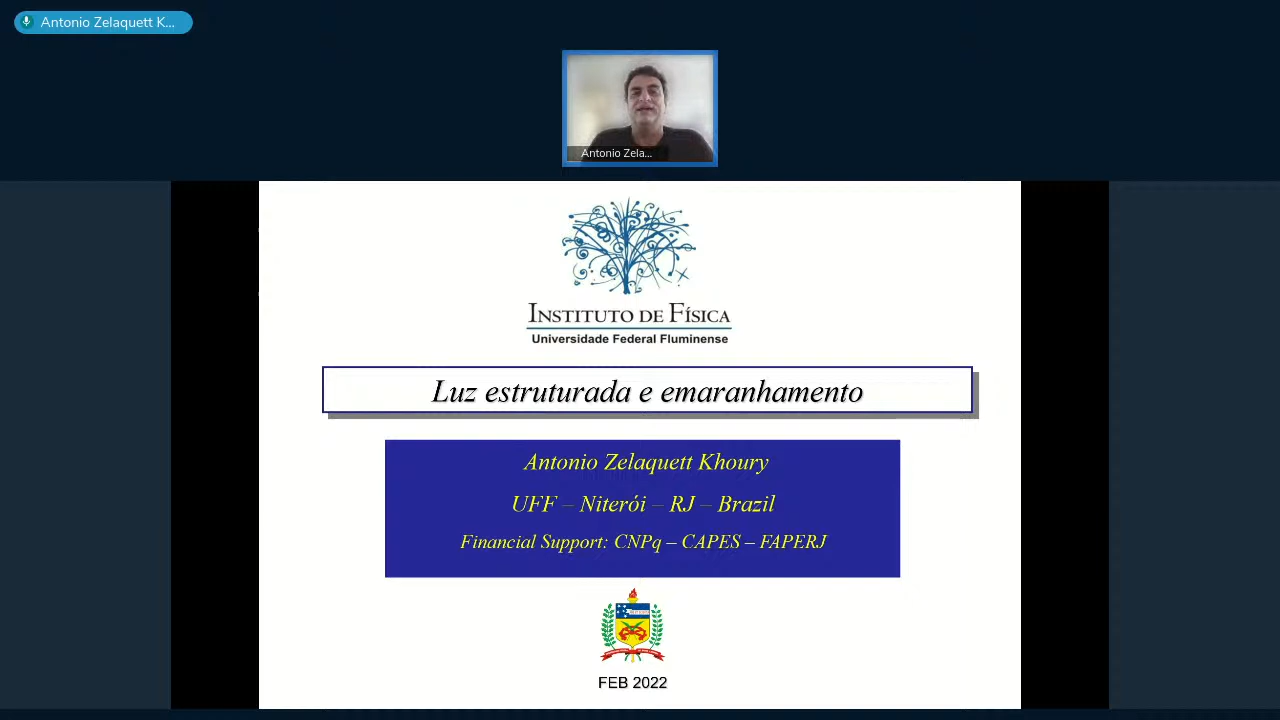 Antonio Zelaquett K...
Antonio Zela...
INSTITUTO DE FÍSICA
Universidade Federal Fluminense
Luz estruturada e emaranhamento
Antonio Zelaquett Khoury
UFF – Niterói – RJ – Brazil
Financial Support: CNPq – CAPES – FAPERJ
FEB 2022